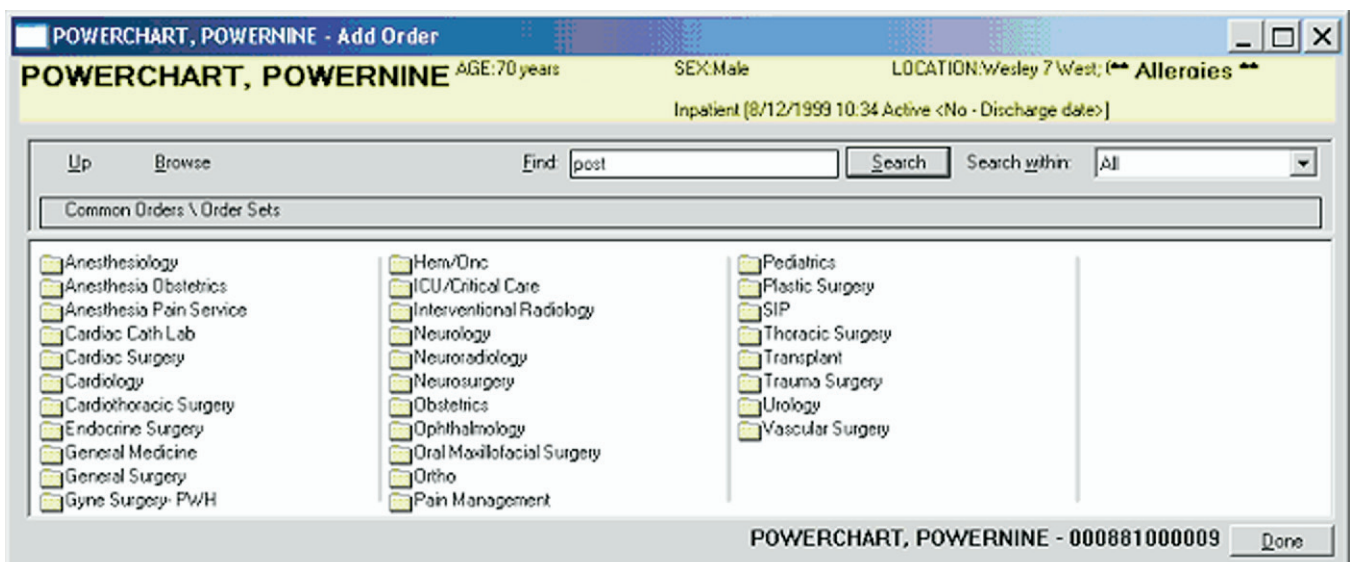 POWERCHART, POWERNINE - Add Order
POWERCHART, POWERNINE AGE:70 years SEX:Male LOCATION:Wesley 7 West; (** Allergies **
Inpatient [8/12/1999 10:34 Active <No - Discharge date>]
Up Browse Find: post Search Search within: All
Common Orders \ Order Sets
Anesthesiology Hem/Onc Pediatrics
Anesthesia Obstetrics ICU/Critical Care Plastic Surgery
Anesthesia Pain Service Interventional Radiology SIP
Cardiac Cath Lab Neurology Thoracic Surgery
Cardiac Surgery Neuroradiology Transplant
Cardiology Neurosurgery Trauma Surgery
Cardiothoracic Surgery Obstetrics Urology
Endocrine Surgery Ophthalmology Vascular Surgery
General Medicine Oral Maxillofacial Surgery
General Surgery Ortho
Gyne Surgery- PWH Pain Management
POWERCHART, POWERNINE - 000881000009 Done